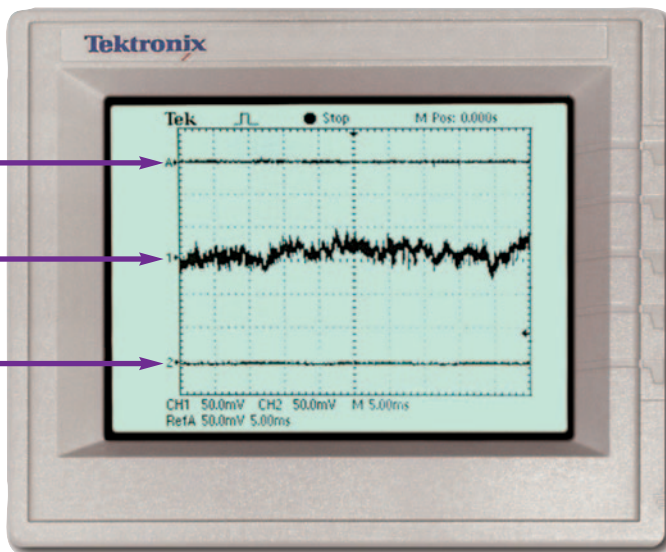 Tektronix
Tek Stop M Pos: 0.000s
A
1
2
CH1 50.0mV CH2 50.0mV M 5.00ms
RefA 50.0mV 5.00ms